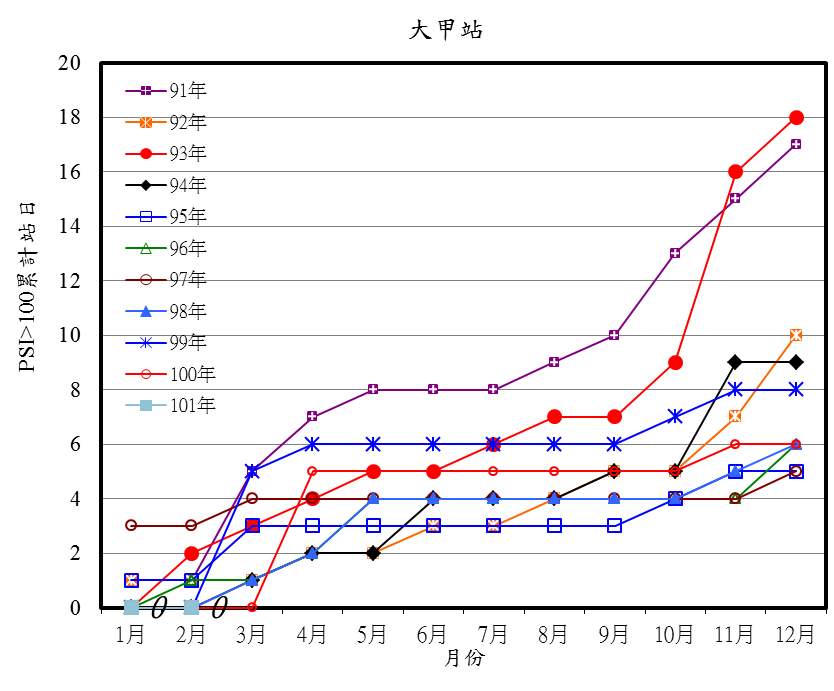 大甲站
20
18
16
14
12
10
8
6
4
2
0
PSI>100累計站日
91年
92年
93年
94年
95年
96年
97年
98年
99年
100年
101年
0 0
1月 2月 3月 4月 5月 6月 7月 8月 9月 10月 11月 12月
月份